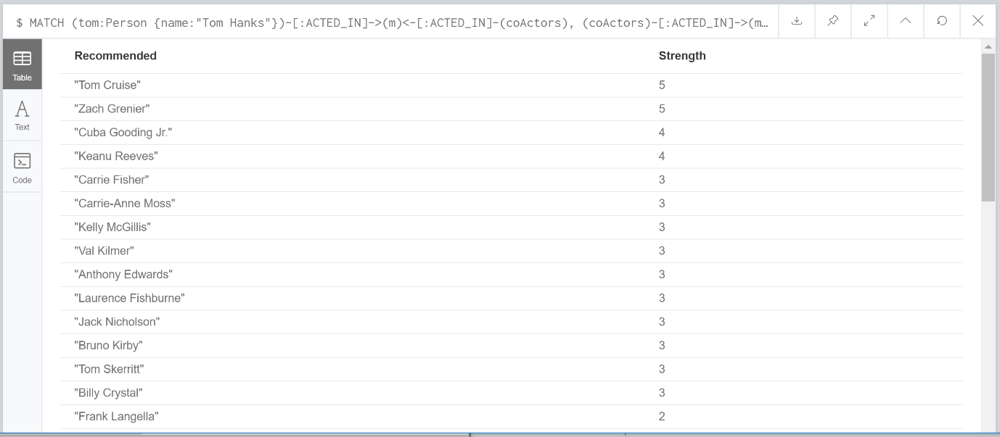 $ MATCH (tom:Person {name:"Tom Hanks"})-[:ACTED_IN]->(m)<-[:ACTED_IN]-(coActors), (coActors)-[:ACTED_IN]->(m…
Table
Text
Code
Recommended Strength
"Tom Cruise" 5
"Zach Grenier" 5
"Cuba Gooding Jr." 4
"Keanu Reeves" 4
"Carrie Fisher" 3
"Carrie-Anne Moss" 3
"Kelly McGillis" 3
"Val Kilmer" 3
"Anthony Edwards" 3
"Laurence Fishburne" 3
"Jack Nicholson" 3
"Bruno Kirby" 3
"Tom Skerritt" 3
"Billy Crystal" 3
"Frank Langella" 2